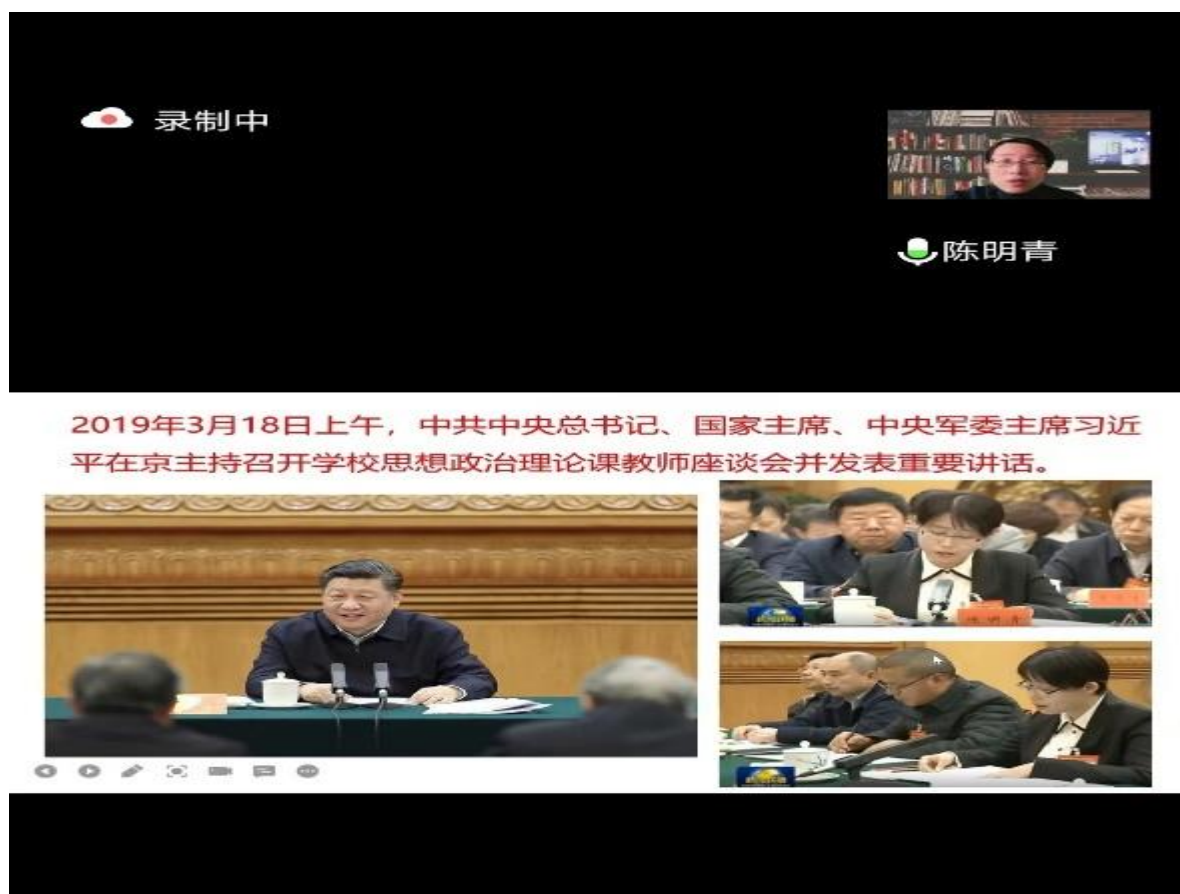 录制中
陈明青
2019年3月18日上午，中共中央总书记、国家主席、中央军委主席习近
平在京主持召开学校思想政治理论课教师座谈会并发表重要讲话。
陈明青